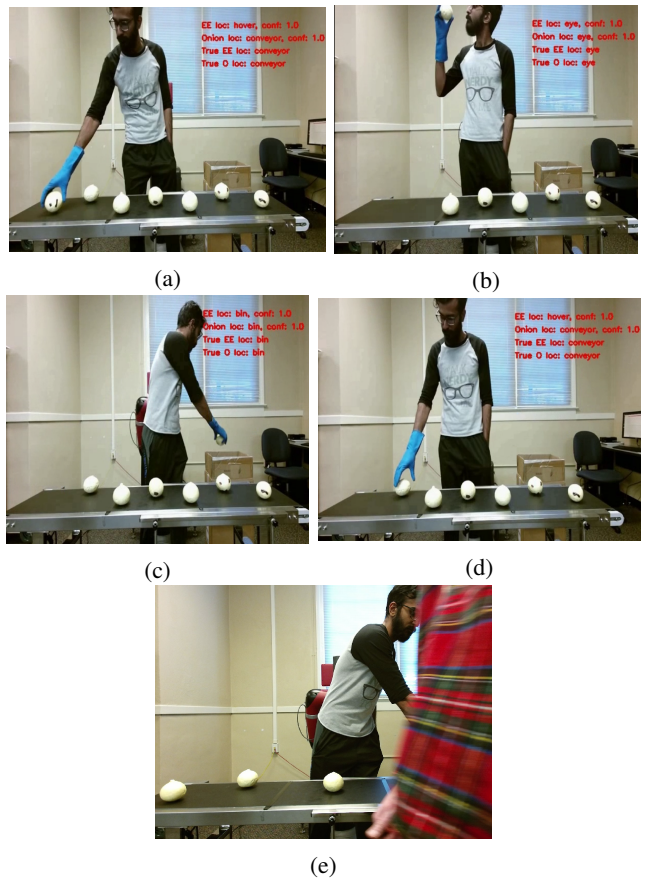 EE loc: hover, conf: 1.0
Onion loc: conveyor, conf: 1.0
True EE loc: conveyor
True O loc: conveyor
EE loc: eye, conf: 1.0
Onion loc: eye, conf: 1.0
True EE loc: eye
True O loc: eye
(a)
(b)
EE loc: bin, conf: 1.0
Onion loc: bin, conf: 1.0
True EE loc: bin
True O loc: bin
EE loc: hover, conf: 1.0
Onion loc: conveyor, conf: 1.0
True EE loc: conveyor
True O loc: conveyor
(c)
(d)
(e)